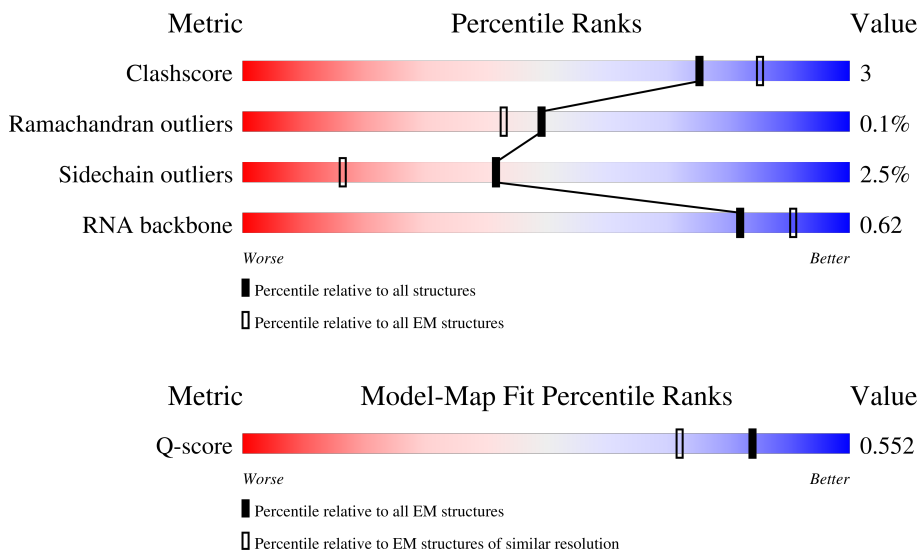 Metric Percentile Ranks Value
Clashscore 3
Ramachandran outliers 0.1%
Sidechain outliers 2.5%
RNA backbone 0.62
Worse Better
Percentile relative to all structures
Percentile relative to all EM structures
Metric Model-Map Fit Percentile Ranks Value
Q-score 0.552
Worse Better
Percentile relative to all EM structures
Percentile relative to EM structures of similar resolution